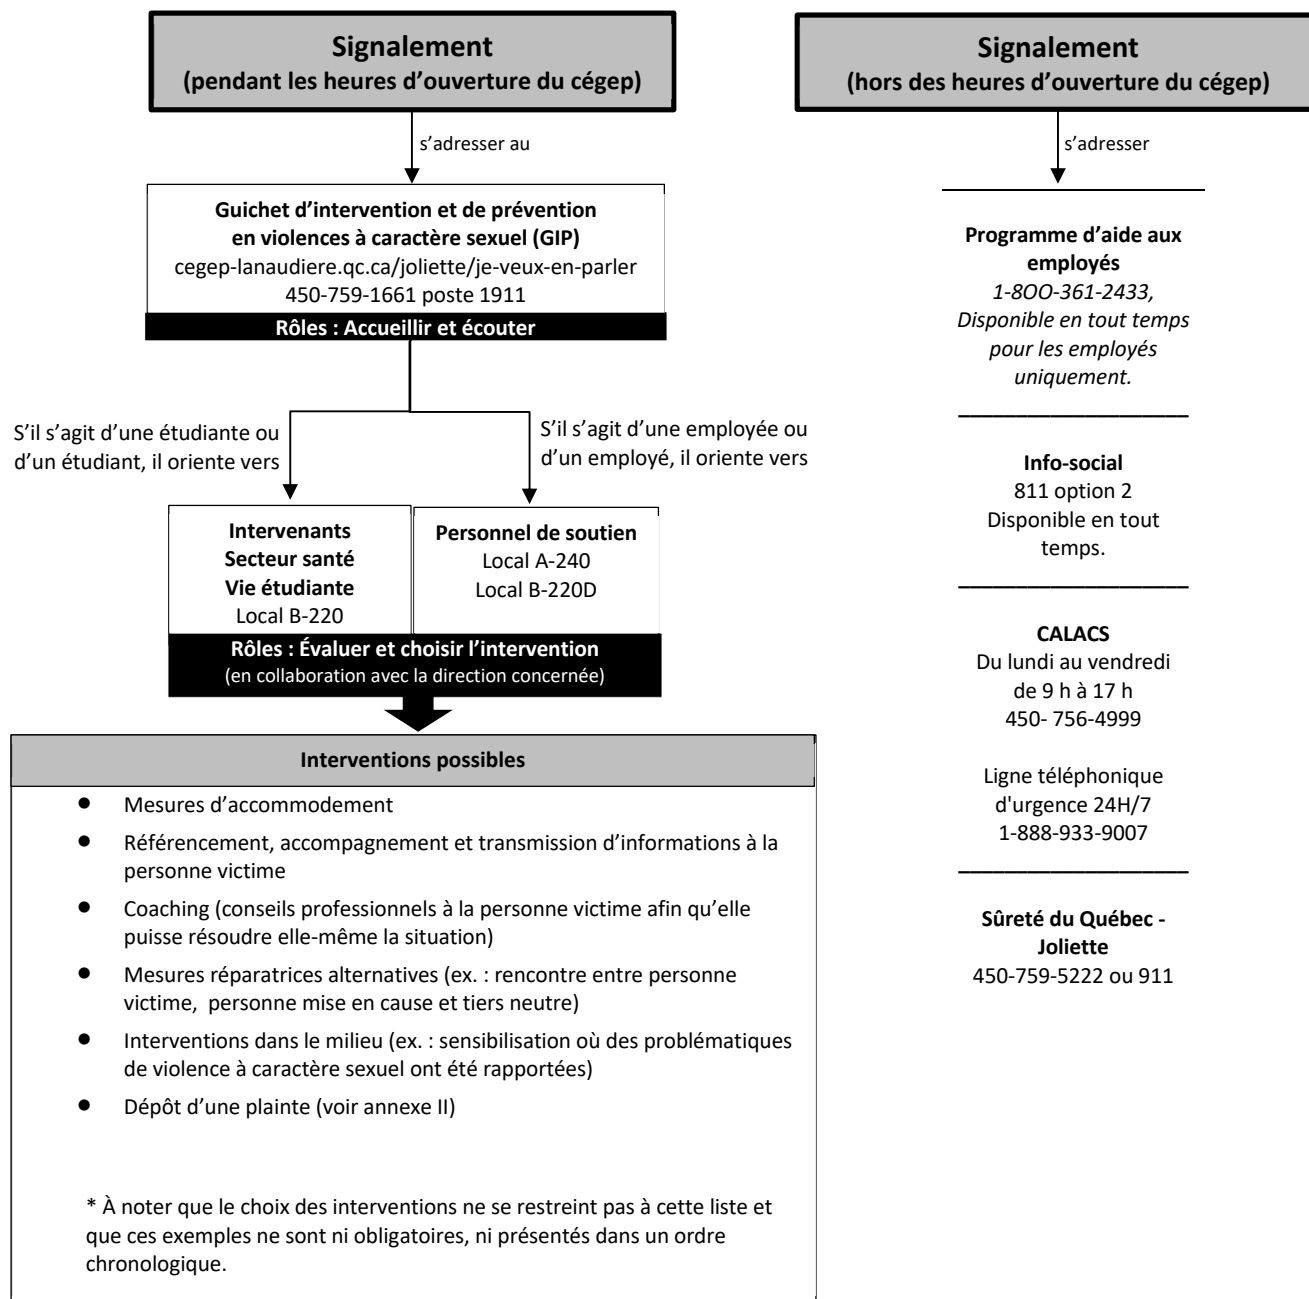 Signalement
(pendant les heures d’ouverture du cégep)
s’adresser au
Guichet d’intervention et de prévention
en violences à caractère sexuel (GIP)
cegep-lanaudiere.qc.ca/joliette/je-veux-en-parler
450-759-1661 poste 1911
Rôles : Accueillir et écouter
S’il s’agit d’une étudiante ou
d’un étudiant, il oriente vers
S’il s’agit d’une employée ou
d’un employé, il oriente vers
Intervenants
Secteur santé
Vie étudiante
Local B-220
Personnel de soutien
Local A-240
Local B-220D
Rôles : Évaluer et choisir l’intervention
(en collaboration avec la direction concernée)
Interventions possibles
● Mesures d’accommodement
● Référencement, accompagnement et transmission d’informations à la
personne victime
● Coaching (conseils professionnels à la personne victime afin qu’elle
puisse résoudre elle-même la situation)
● Mesures réparatrices alternatives (ex. : rencontre entre personne
victime, personne mise en cause et tiers neutre)
● Interventions dans le milieu (ex. : sensibilisation où des problématiques
de violence à caractère sexuel ont été rapportées)
● Dépôt d’une plainte (voir annexe II)
* À noter que le choix des interventions ne se restreint pas à cette liste et
que ces exemples ne sont ni obligatoires, ni présentés dans un ordre
chronologique.
Signalement
(hors des heures d’ouverture du cégep)
s’adresser
Programme d’aide aux
employés
1-8OO-361-2433,
Disponible en tout temps
pour les employés
uniquement.
Info-social
811 option 2
Disponible en tout
temps.
CALACS
Du lundi au vendredi
de 9 h à 17 h
450- 756-4999
Ligne téléphonique
d'urgence 24H/7
1-888-933-9007
Sûreté du Québec -
Joliette
450-759-5222 ou 911